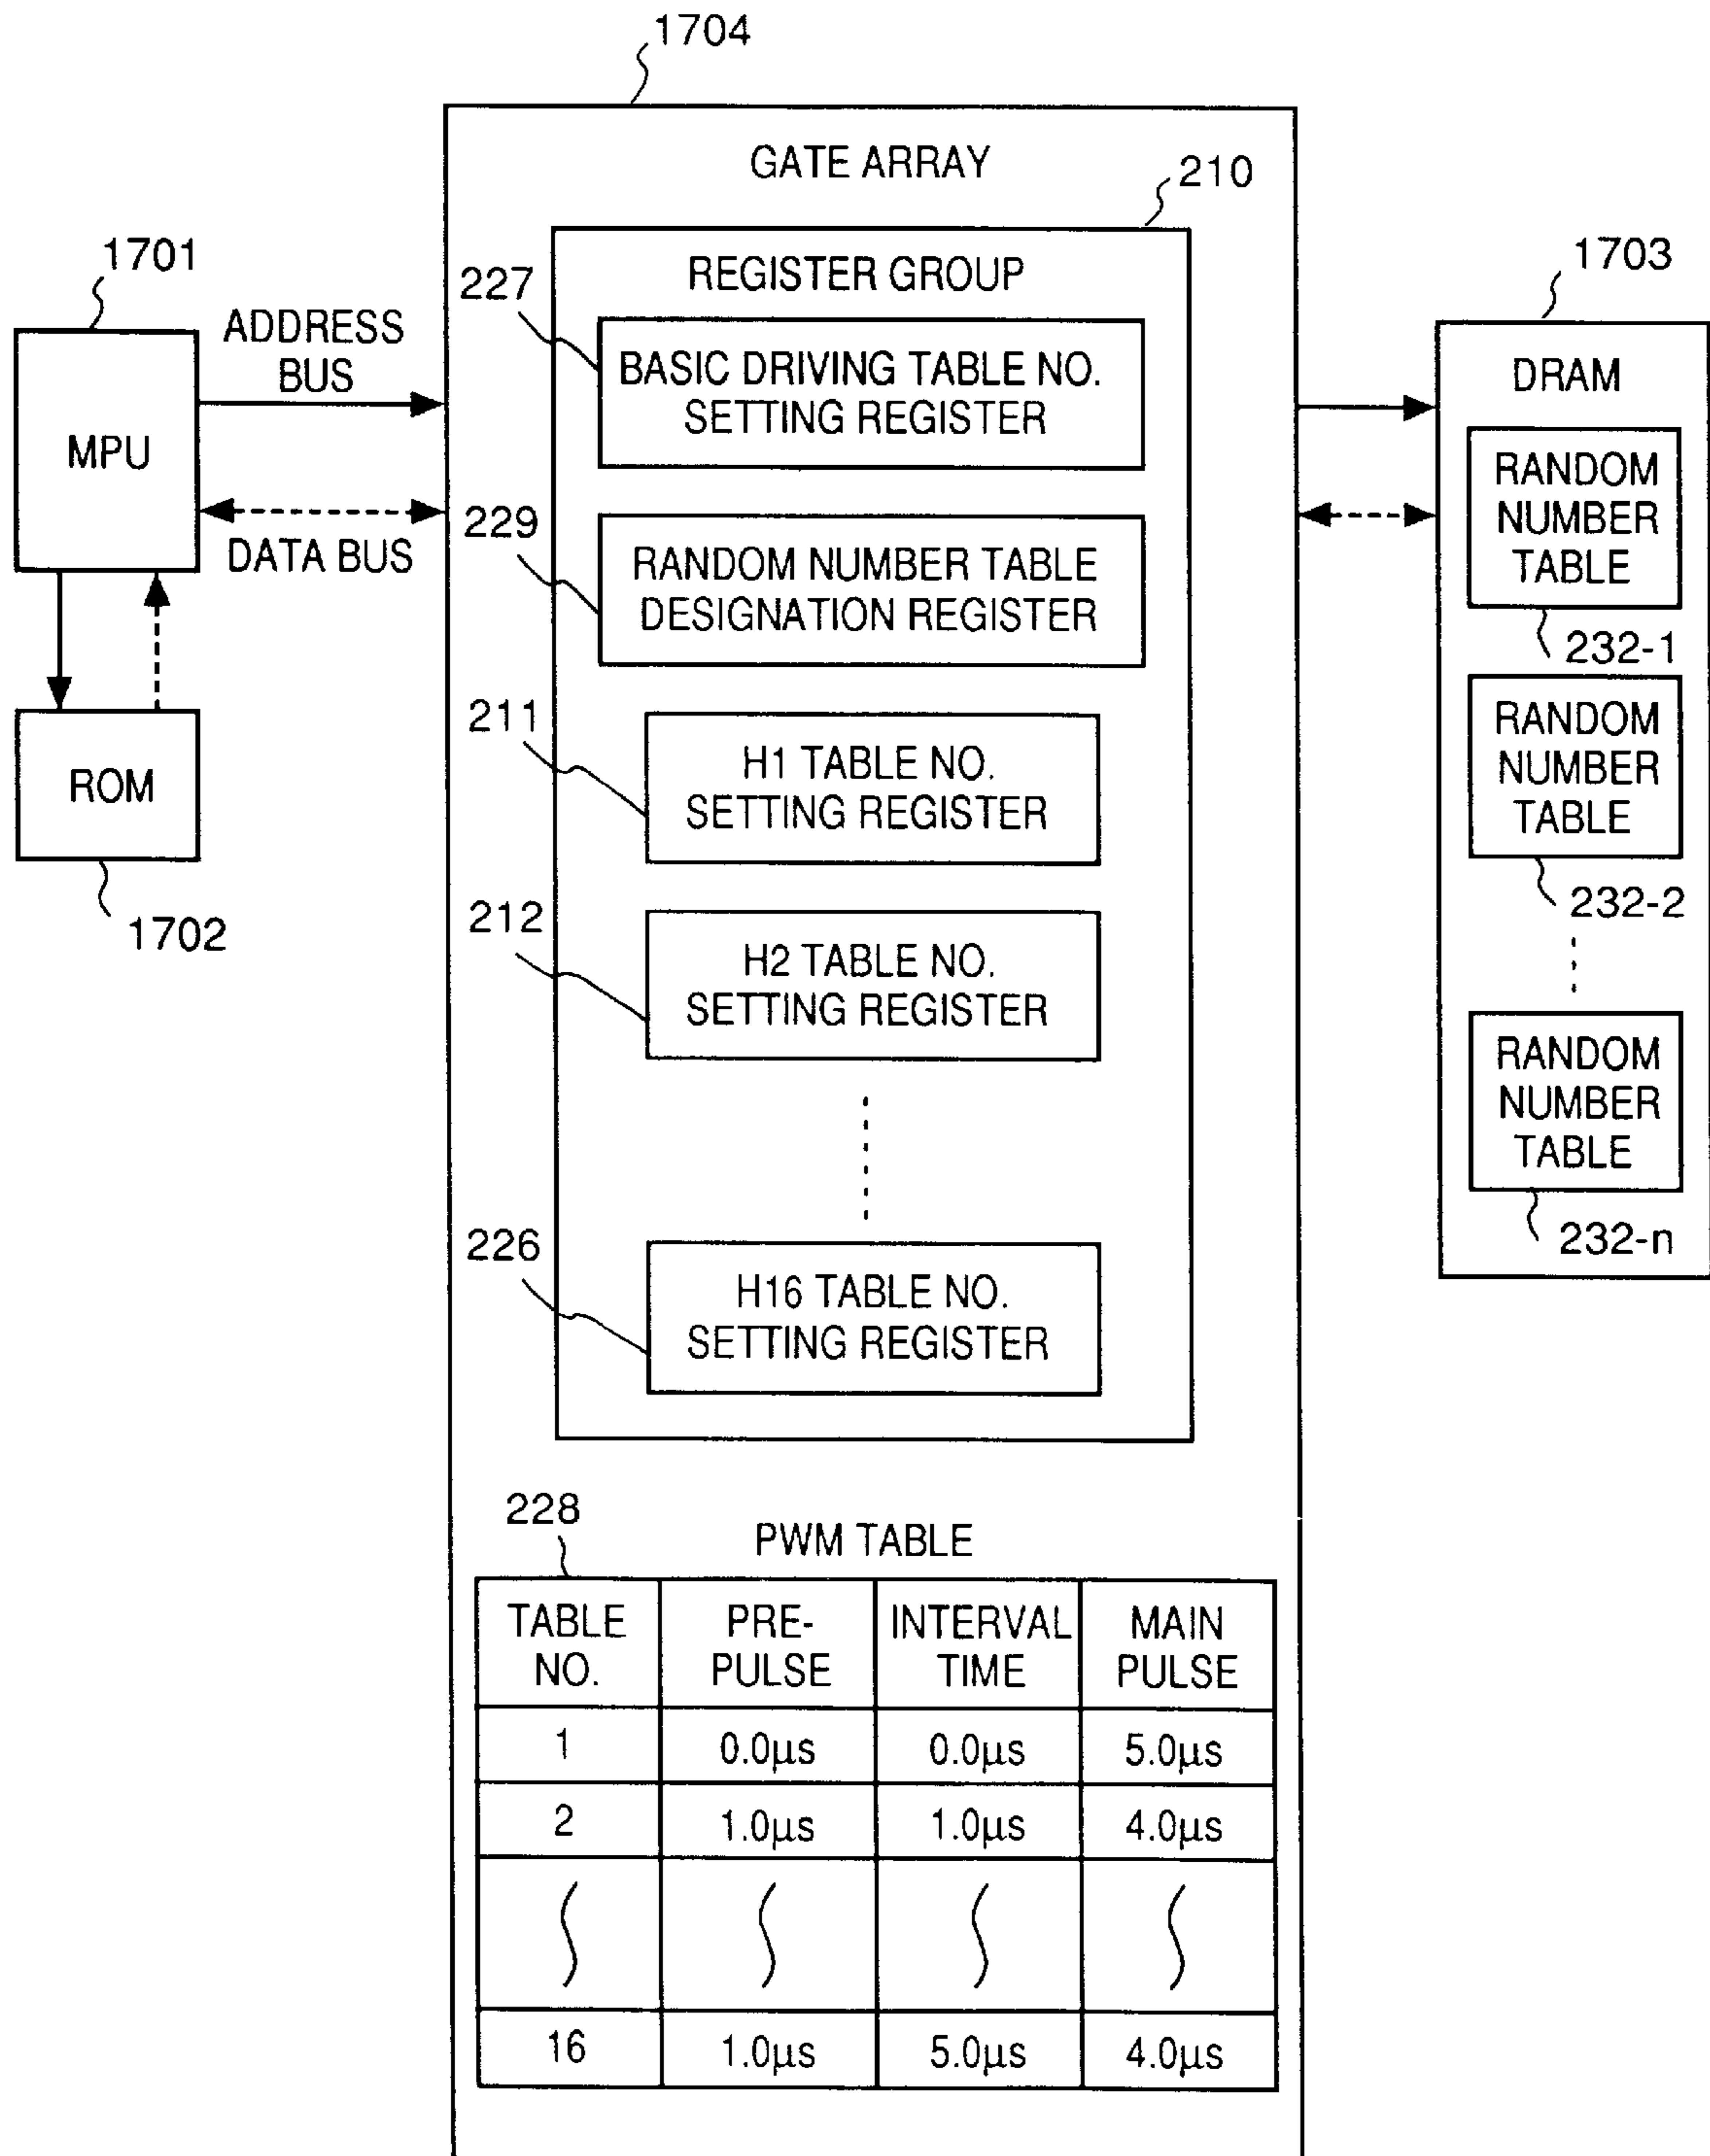 1704
GATE ARRAY
210
REGISTER GROUP
227
BASIC DRIVING TABLE NO.
SETTING REGISTER
229
RANDOM NUMBER TABLE
DESIGNATION REGISTER
211
H1 TABLE NO.
SETTING REGISTER
212
H2 TABLE NO.
SETTING REGISTER
226
H16 TABLE NO.
SETTING REGISTER
1701
MPU
ADDRESS
BUS
DATA BUS
ROM
1702
1703
DRAM
RANDOM
NUMBER
TABLE
232-1
RANDOM
NUMBER
TABLE
232-2
RANDOM
NUMBER
TABLE
232-n
228
PWM TABLE
TABLE NO. PRE-PULSE INTERVAL TIME MAIN PULSE
1 0.0µs 0.0µs 5.0µs
2 1.0µs 1.0µs 4.0µs
16 1.0µs 5.0µs 4.0µs